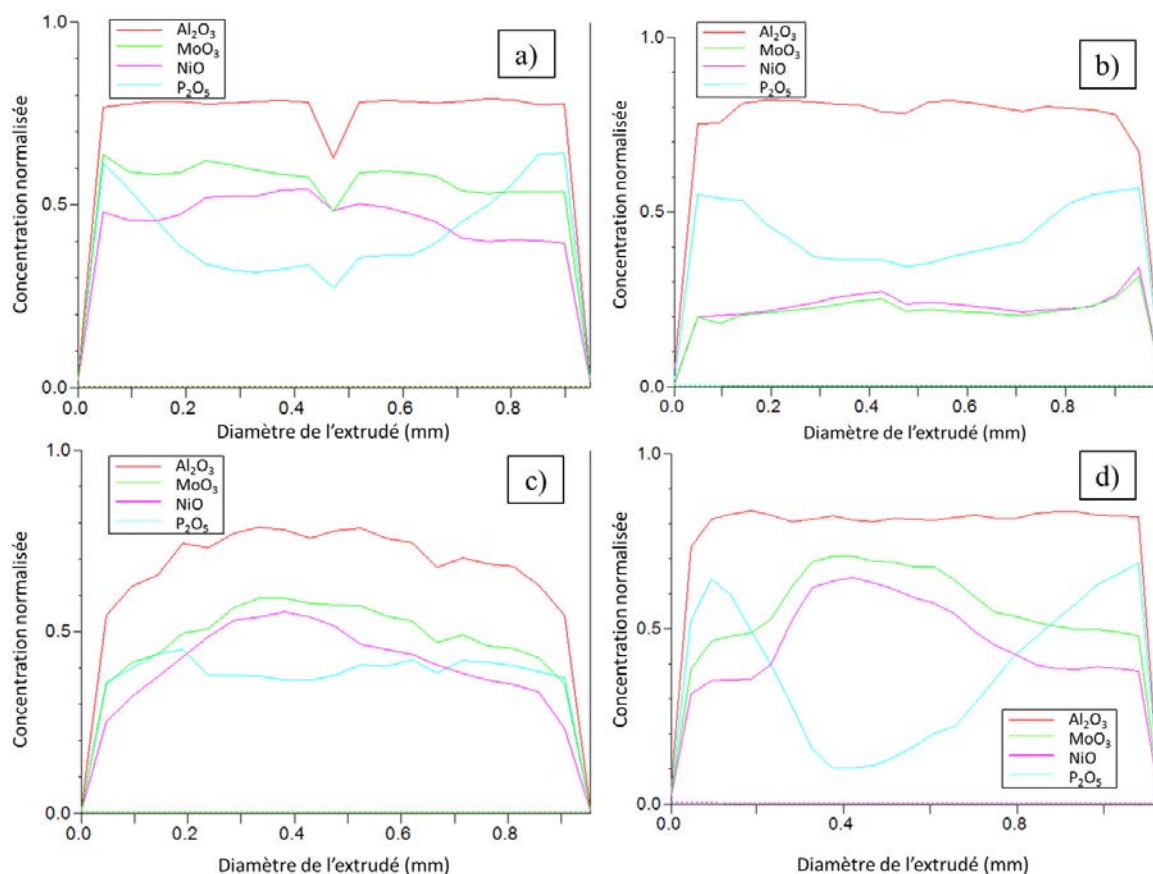 a)
Al₂O₃
MoO₃
NiO
P₂O₅
Concentration normalisée
1.0
0.5
0.0
0.0 0.2 0.4 0.6 0.8
Diamètre de l'extrudé (mm)
b)
Al₂O₃
MoO₃
NiO
P₂O₅
Concentration normalisée
1.0
0.5
0.0
0.0 0.2 0.4 0.6 0.8
Diamètre de l'extrudé (mm)
c)
Al₂O₃
MoO₃
NiO
P₂O₅
Concentration normalisée
1.0
0.5
0.0
0.0 0.2 0.4 0.6 0.8
Diamètre de l'extrudé (mm)
d)
Al₂O₃
MoO₃
NiO
P₂O₅
Concentration normalisée
1.0
0.5
0.0
0.0 0.4 0.8
Diamètre de l'extrudé (mm)